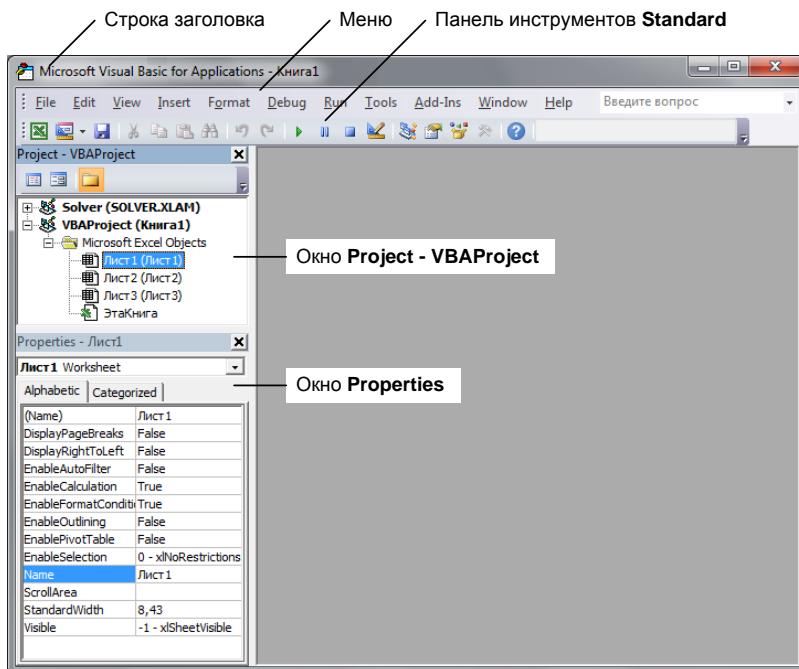 Строка заголовка
Меню
Панель инструментов Standard
Microsoft Visual Basic for Applications - Книга1
File Edit View Insert Format Debug Run Tools Add-Ins Window Help Введите вопрос
Project - VBAProject
Solver (SOLVER.XLAM)
VBAProject (Книга1)
Microsoft Excel Objects
Лист1 (Лист1)
Лист2 (Лист2)
Лист3 (Лист3)
ЭтаКнига
Окно Project - VBAProject
Properties - Лист1
Лист1 Worksheet
Alphabetic Categorized
Окно Properties
(Name) Лист1
DisplayPageBreaks False
DisplayRightToLeft False
EnableAutoFilter False
EnableCalculation True
EnableFormatConditi True
EnableOutlining False
EnablePivotTable False
EnableSelection 0 - xlNoRestrictions
Name Лист1
ScrollArea
StandardWidth 8,43
Visible -1 - xlSheetVisible